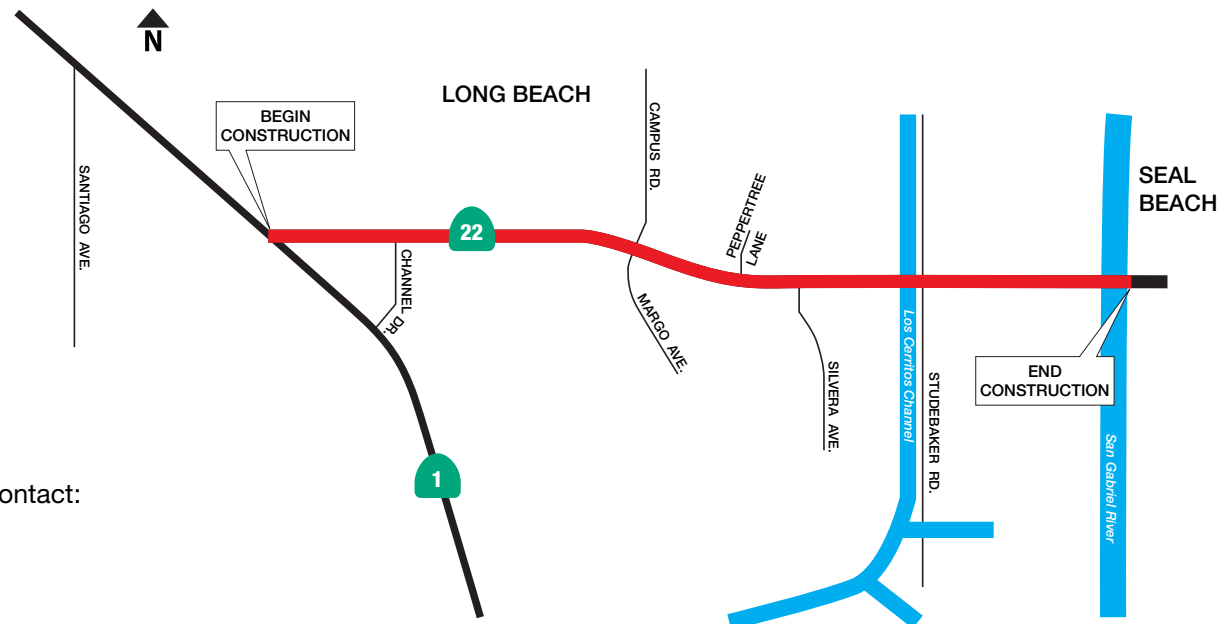 N
LONG BEACH
BEGIN
CONSTRUCTION
SANTIAGO AVE.
CAMPUS RD.
SEAL
BEACH
PEPPERTREE
LANE
22
CHANNEL DR.
MARGO AVE.
Los Cerritos Channel
SILVERA AVE.
STUDEBAKER RD.
END
CONSTRUCTION
San Gabriel River
1
ontact: